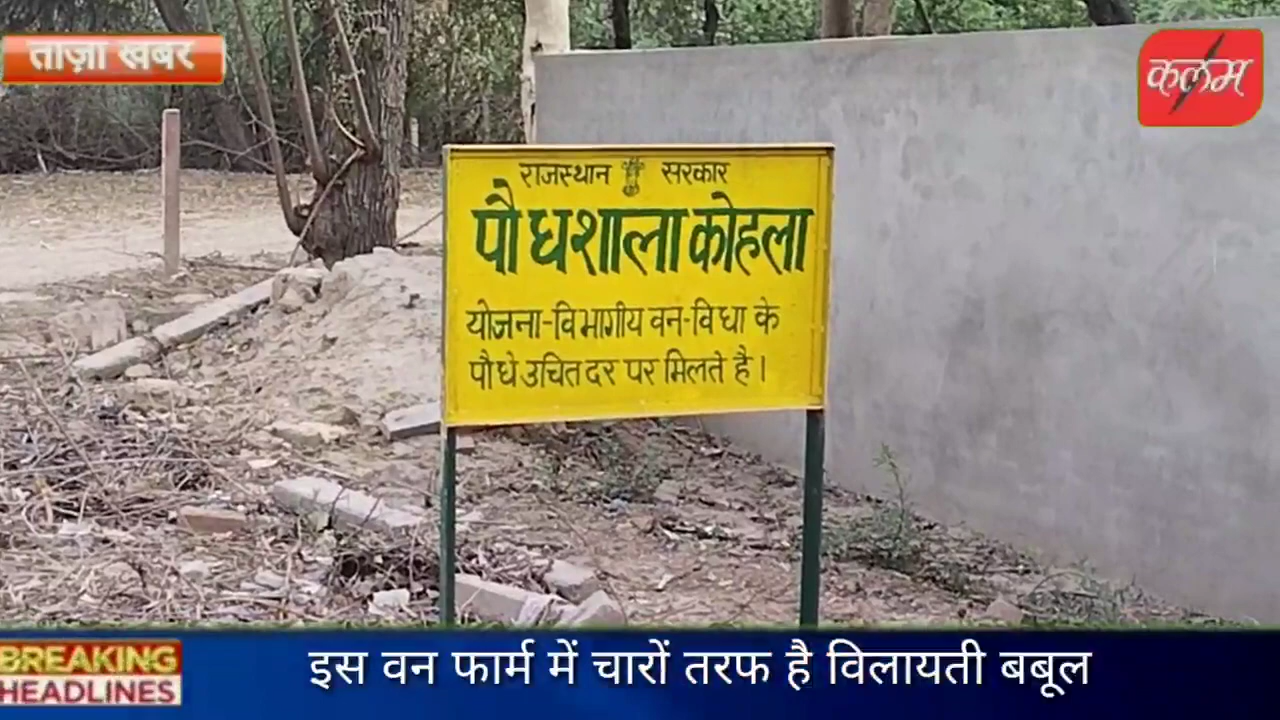 ताज़ा खबर
कलम
राजस्थान सरकार
पौधशाला कोहला
योजना-विभागीय वन-विधा के
पौधे उचित दर पर मिलते है।
BREAKING
HEADLINES
इस वन फार्म में चारों तरफ है विलायती बबूल